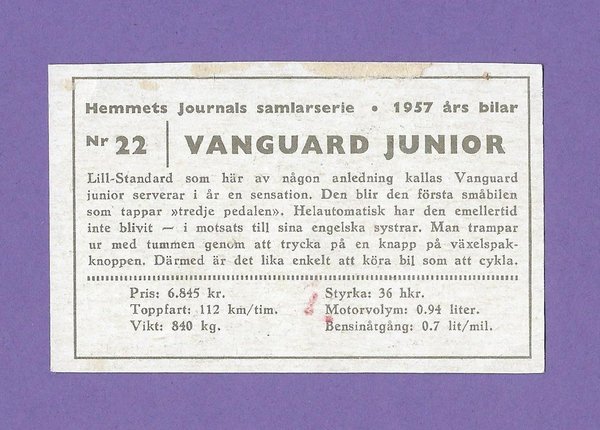 Hemmets Journals samlarserie • 1957 års bilar
Nr 22 | VANGUARD JUNIOR
Lill-Standard som här av någon anledning kallas Vanguard
junior serverar i år en sensation. Den blir den första småbilen
som tappar »tredje pedalen». Helautomatisk har den emellertid
inte blivit — i motsats till sina engelska systrar. Man trampar
ur med tummen genom att trycka på en knapp på växelspak-
knoppen. Därmed är det lika enkelt att köra bil som att cykla.
Pris: 6.845 kr. Styrka: 36 hkr.
Toppfart: 112 km/tim. Motorvolym: 0.94 liter.
Vikt: 840 kg. Bensinåtgång: 0.7 lit/mil.